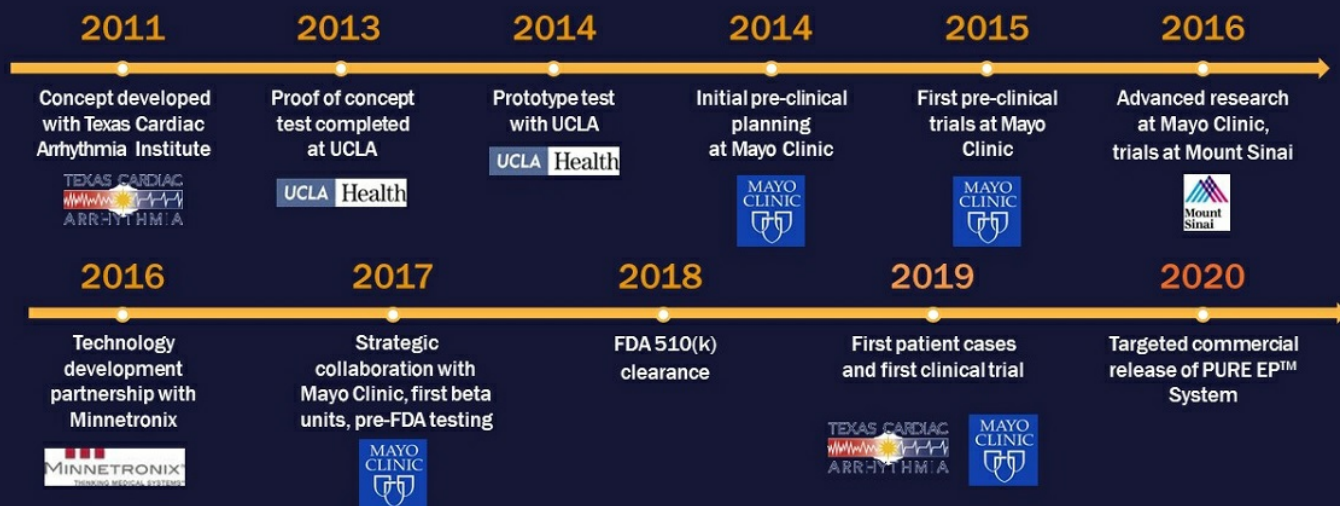 2011
Concept developed
with Texas Cardiac
Arrhythmia Institute
TEXAS CARDIAC
ARRHYTHMIA
2013
Proof of concept
test completed
at UCLA
UCLA Health
2014
Prototype test
with UCLA
UCLA Health
2014
Initial pre-clinical
planning
at Mayo Clinic
MAYO
CLINIC
2015
First pre-clinical
trials at Mayo
Clinic
MAYO
CLINIC
2016
Advanced research
at Mayo Clinic,
trials at Mount Sinai
Mount
Sinai
2016
Technology
development
partnership with
Minnetronix
MINNETRONIX
THINKING MEDICAL SYSTEMS
2017
Strategic
collaboration with
Mayo Clinic, first beta
units, pre-FDA testing
MAYO
CLINIC
2018
FDA 510(k)
clearance
2019
First patient cases
and first clinical trial
TEXAS CARDIAC
ARRHYTHMIA
MAYO
CLINIC
2020
Targeted commercial
release of PURE EP™
System